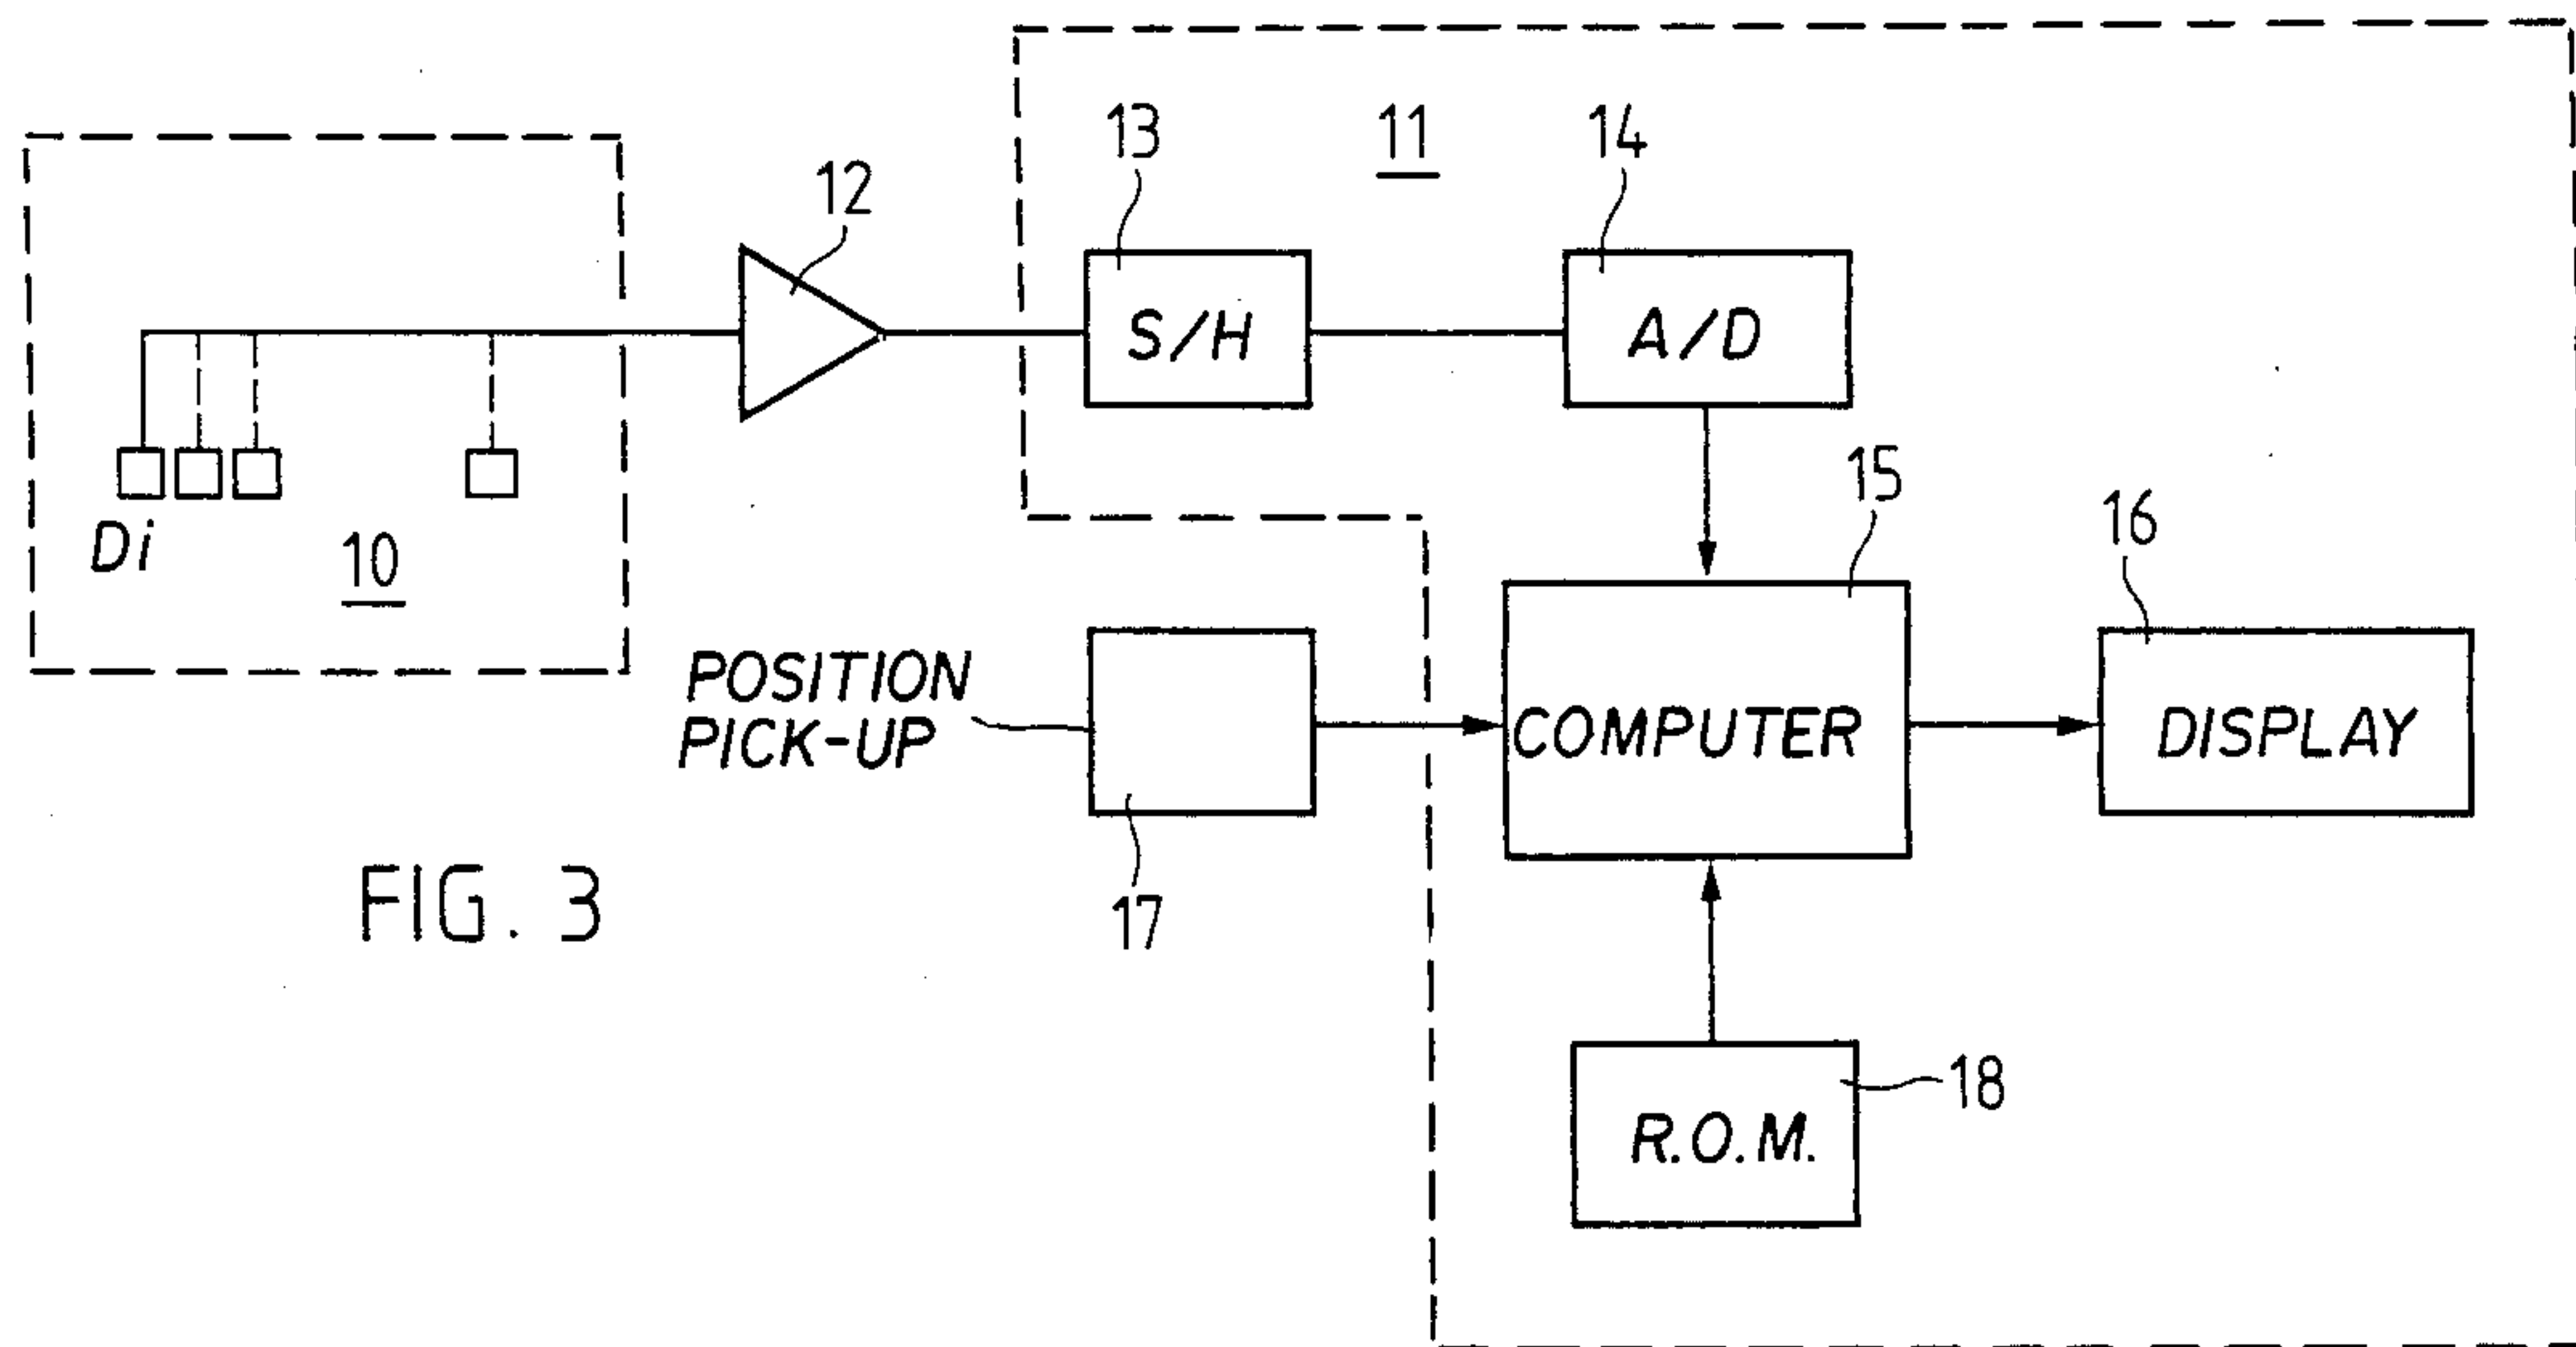 13
11
14
12
S/H
A/D
15
16
Di
10
POSITION
PICK-UP
COMPUTER
DISPLAY
17
FIG. 3
18
R.O.M.